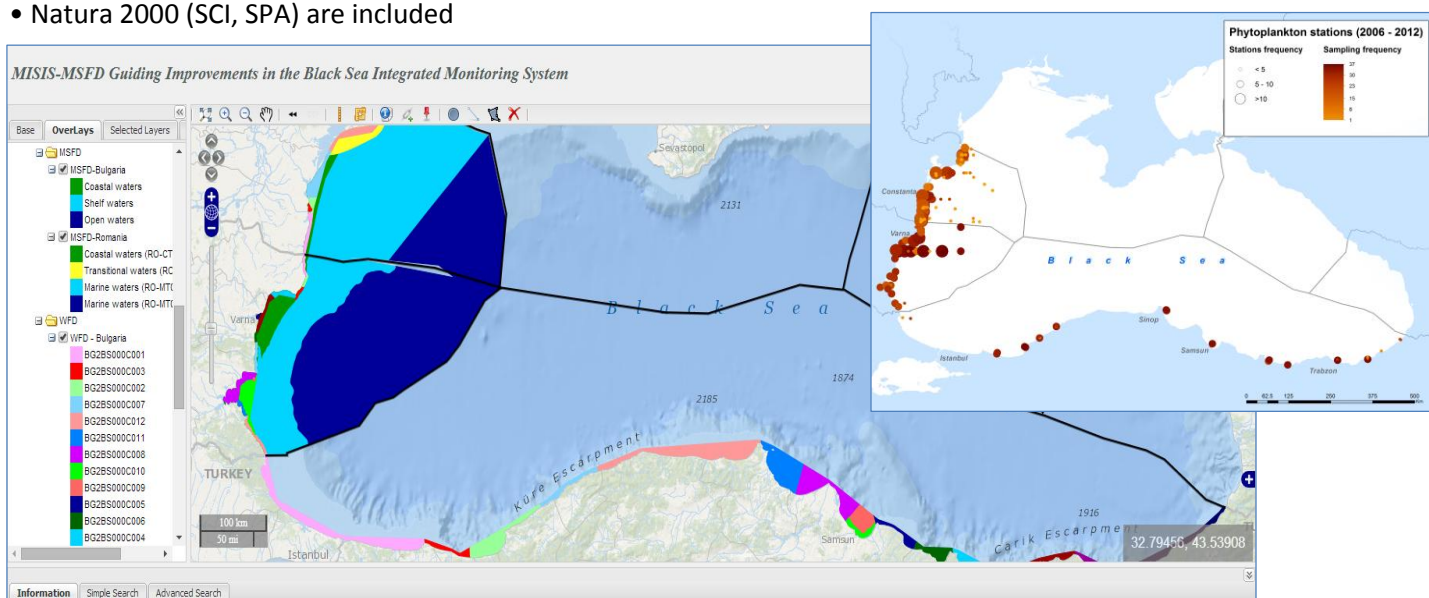 • Natura 2000 (SCI, SPA) are included
MISIS-MSFD Guiding Improvements in the Black Sea Integrated Monitoring System
Base
OverLays
Selected Layers
MSFD
MSFD-Bulgaria
Coastal waters
Shelf waters
Open waters
MSFD-Romania
Coastal waters (RO-CT
Transitional waters (RO
Marine waters (RO-MT(
Marine waters (RO-MT(
WFD
WFD - Bulgaria
BG2BS000C001
BG2BS000C003
BG2BS000C002
BG2BS000C007
BG2BS000C012
BG2BS000C011
BG2BS000C008
BG2BS000C010
BG2BS000C009
BG2BS000C005
BG2BS000C006
BG2BS000C004
Sevastopol
2131
Varna
Black Sea
1874
2185
TURKEY
Küre Escarpment
100 km
50 mi
Istanbul
Samsun
1916
Çarik Escarpment
32.79456, 43.53908
Information
Simple Search
Advanced Search
Phytoplankton stations (2006 - 2012)
Stations frequency
Sampling frequency
< 5
5 - 10
>10
37
30
23
15
8
1
Constanta
Varna
Black Sea
Sinop
Istanbul
Samsun
Trabzon
0 62.5 125 250 375 500
Km